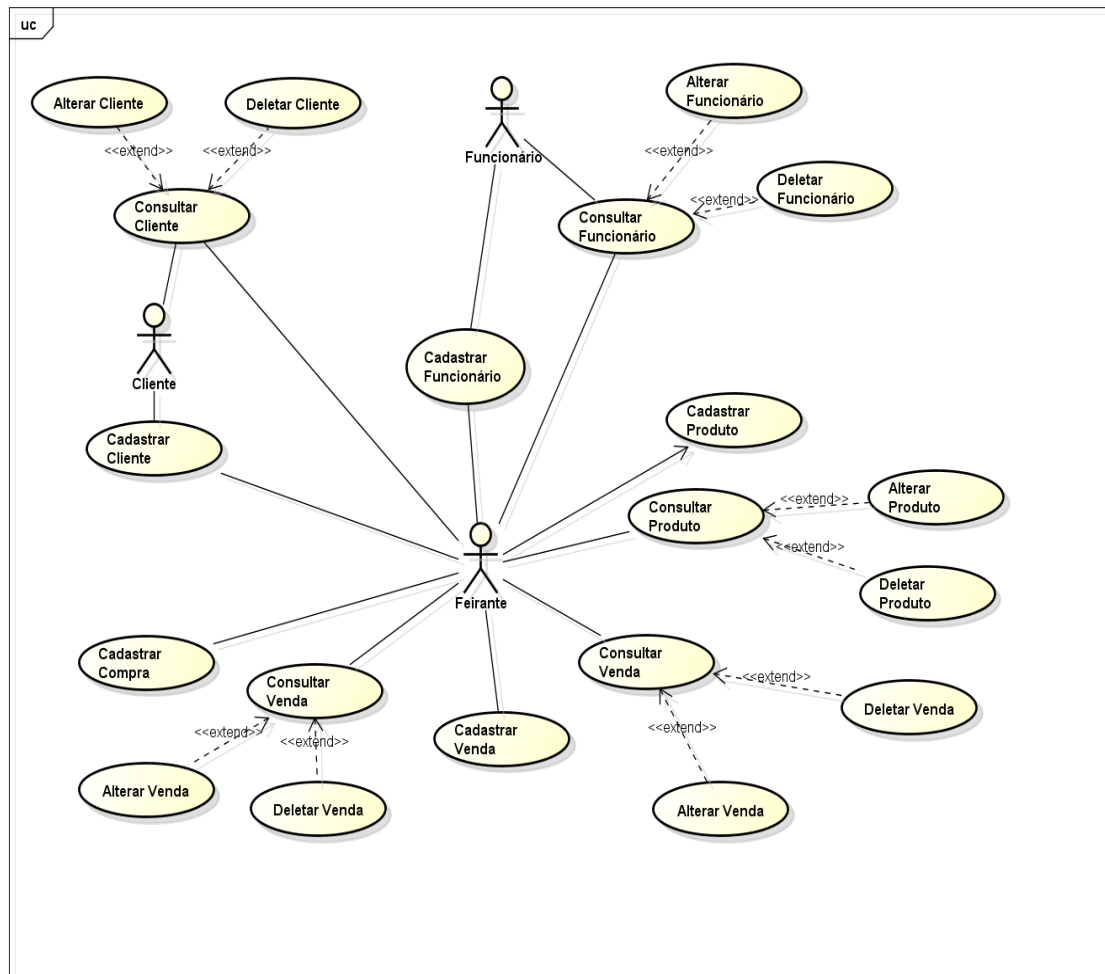 uc
Alterar Cliente
Deletar Cliente
<<extend>>
<<extend>>
Consultar
Cliente
Cliente
Cadastrar
Cliente
Funcionário
Alterar
Funcionário
<<extend>>
Deletar
Funcionário
<<extend>>
Consultar
Funcionário
Cadastrar
Funcionário
Cadastrar
Produto
Consultar
Produto
<<extend>>
Alterar
Produto
<<extend>>
Deletar
Produto
Feirante
Cadastrar
Compra
Consultar
Venda
<<extend>>
<<extend>>
Alterar Venda
Deletar Venda
Cadastrar
Venda
Consultar
Venda
<<extend>>
Deletar Venda
<<extend>>
Alterar Venda